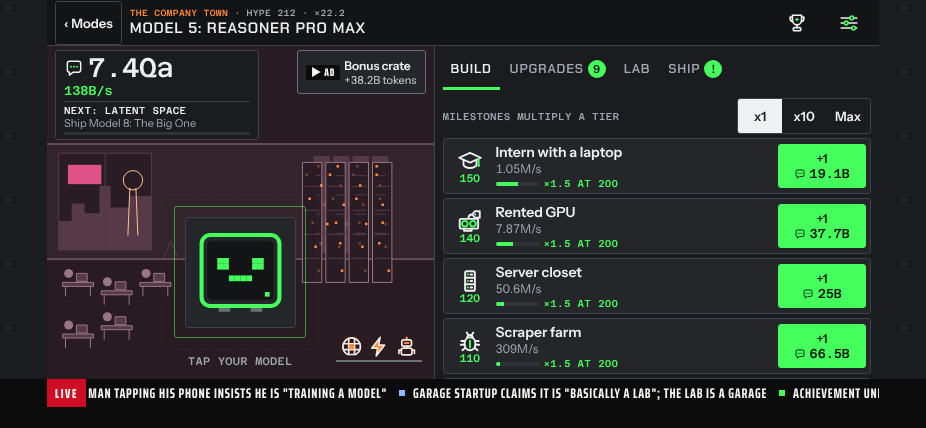 ‹ Modes
THE COMPANY TOWN · HYPE 212 · ×22.2
MODEL 5: REASONER PRO MAX
7.40a
138B/s
NEXT: LATENT SPACE
Ship Model 8: The Big One
AD
Bonus crate
+38.2B tokens
TAP YOUR MODEL
BUILD
UPGRADES 9
LAB
SHIP !
MILESTONES MULTIPLY A TIER
x1
x10
Max
Intern with a laptop
1.05M/s
150
×1.5 AT 200
+1
19.1B
Rented GPU
7.87M/s
140
×1.5 AT 200
+1
37.7B
Server closet
50.6M/s
120
×1.5 AT 200
+1
25B
Scraper farm
309M/s
110
×1.5 AT 200
+1
66.5B
LIVE
MAN TAPPING HIS PHONE INSISTS HE IS "TRAINING A MODEL" ■ GARAGE STARTUP CLAIMS IT IS "BASICALLY A LAB"; THE LAB IS A GARAGE ■ ACHIEVEMENT